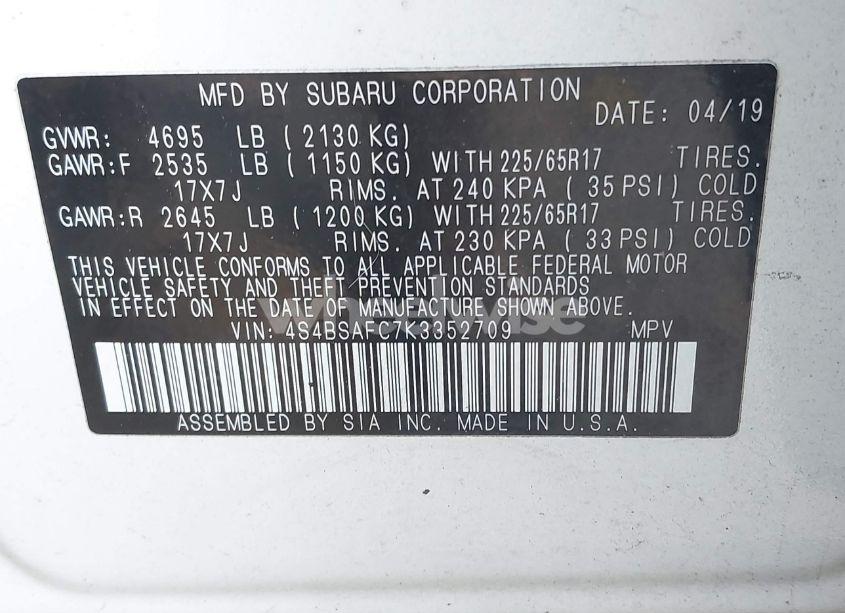 MFD BY SUBARU CORPORATION
DATE: 04/19
GVWR: 4695 LB ( 2130 KG)
GAWR:F 2535 LB ( 1150 KG) WITH 225/65R17 TIRES.
17X7J RIMS. AT 240 KPA ( 35 PSI) COLD
GAWR:R 2645 LB ( 1200 KG) WITH 225/65R17 TIRES.
17X7J RIMS. AT 230 KPA ( 33 PSI) COLD
THIS VEHICLE CONFORMS TO ALL APPLICABLE FEDERAL MOTOR
VEHICLE SAFETY AND THEFT PREVENTION STANDARDS
IN EFFECT ON THE DATE OF MANUFACTURE SHOWN ABOVE.
wheelwise
VIN: 4S4BSAFC7K3352709 MPV
ASSEMBLED BY SIA INC. MADE IN U.S.A.